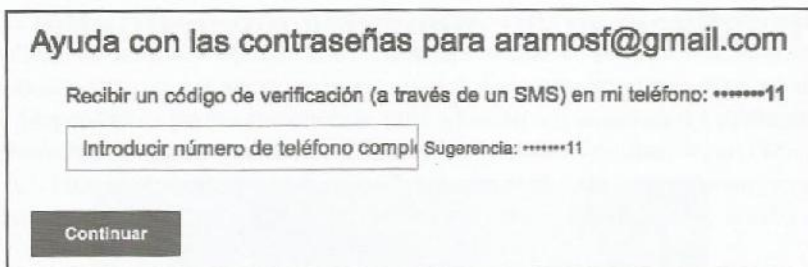 Ayuda con las contraseñas para aramosf@gmail.com
Recibir un código de verificación (a través de un SMS) en mi teléfono: •••••••11
Introducir número de teléfono compl Sugerencia: •••••••11
Continuar